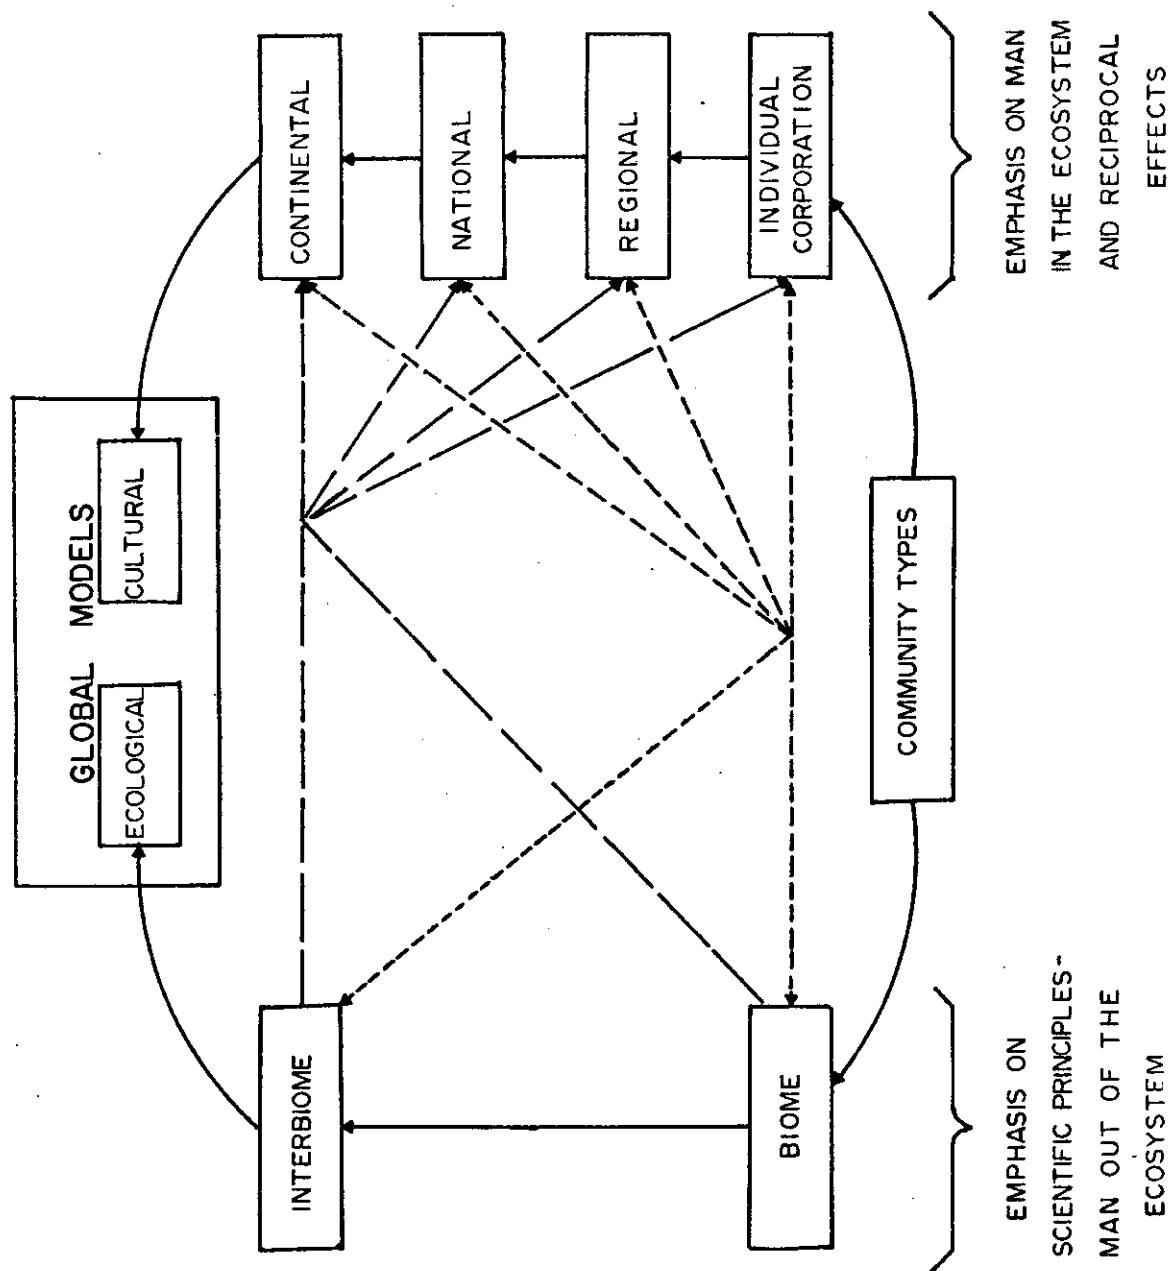 GLOBAL MODELS
ECOLOGICAL
CULTURAL
INTERBIOME
CONTINENTAL
NATIONAL
REGIONAL
BIOME
INDIVIDUAL
CORPORATION
COMMUNITY TYPES
EMPHASIS ON
SCIENTIFIC PRINCIPLES-
MAN OUT OF THE
ECOSYSTEM
EMPHASIS ON MAN
IN THE ECOSYSTEM
AND RECIPROCAL
EFFECTS